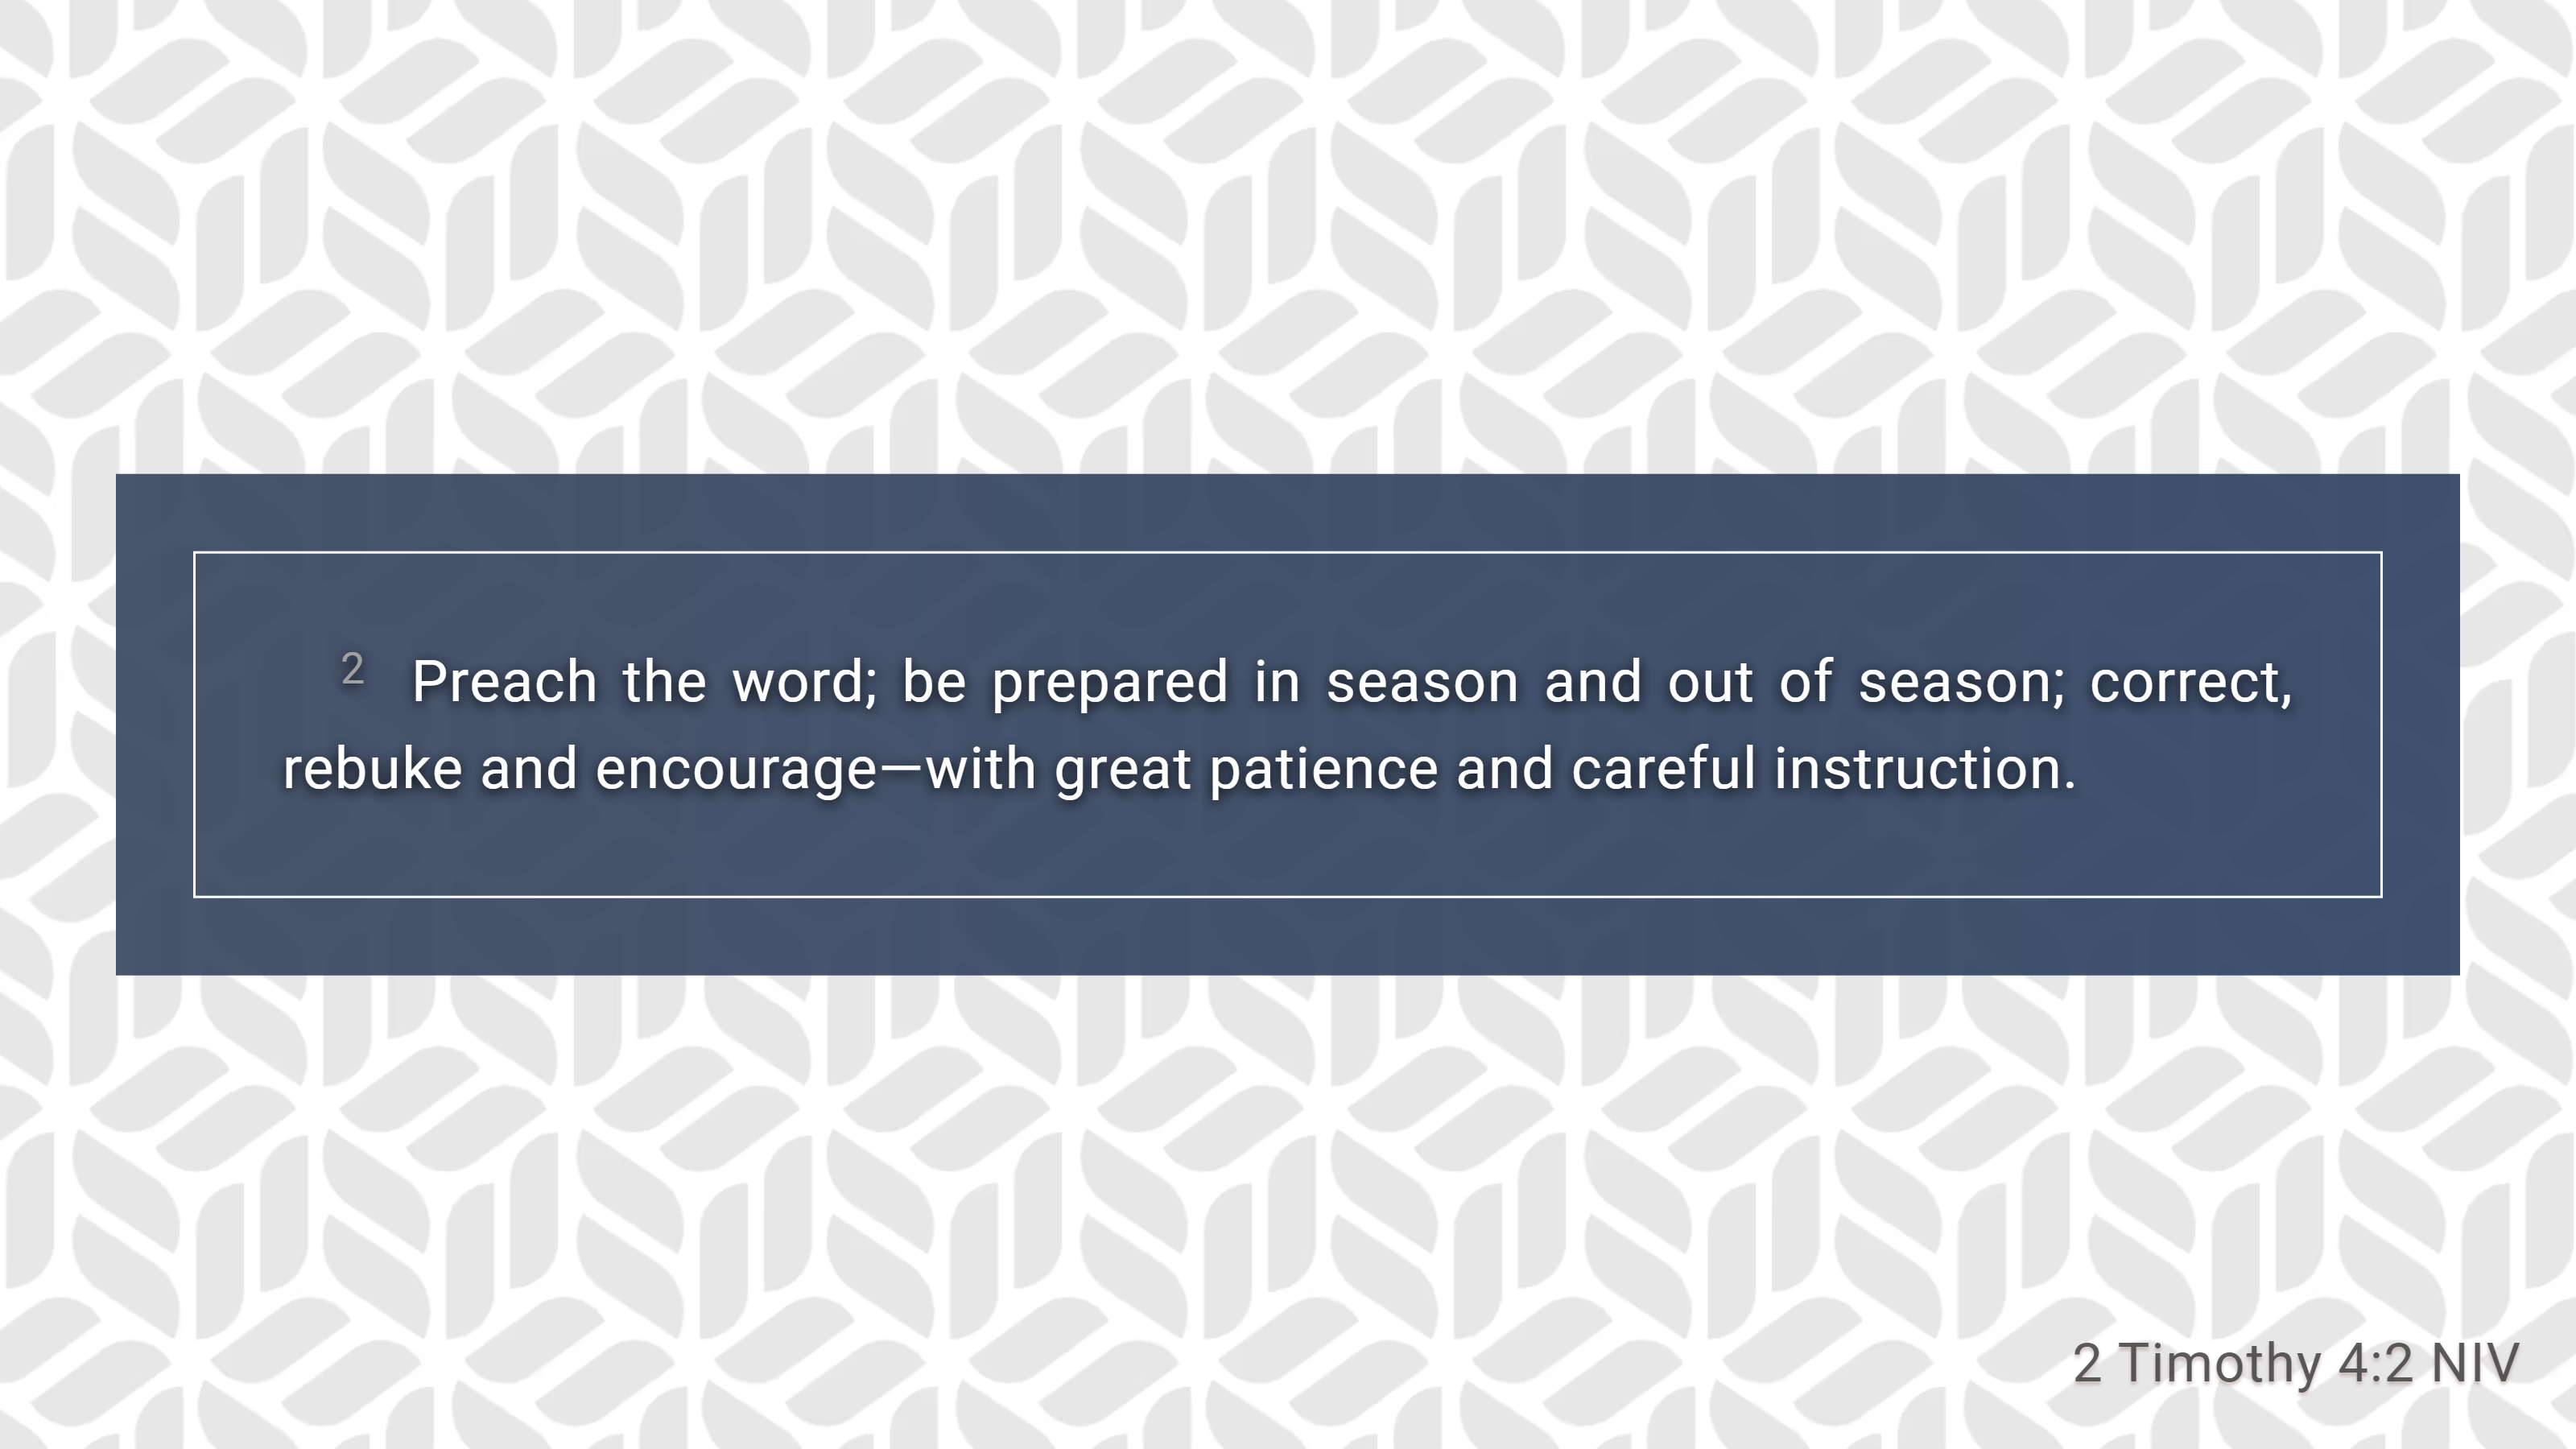 2 Preach the word; be prepared in season and out of season; correct,
rebuke and encourage—with great patience and careful instruction.
2 Timothy 4:2 NIV